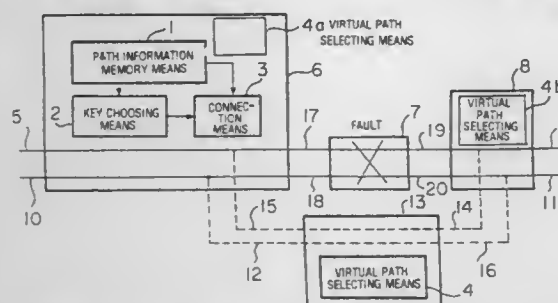 1
4a VIRTUAL PATH SELECTING MEANS
PATH INFORMATION MEMORY MEANS
3
6
8
2
KEY CHOOSING MEANS
CONNEC-TION MEANS
VIRTUAL PATH SELECTING MEANS
4b
5
17
FAULT
7
19
10
18
13
20
11
15
14
12
16
VIRTUAL PATH SELECTING MEANS
4